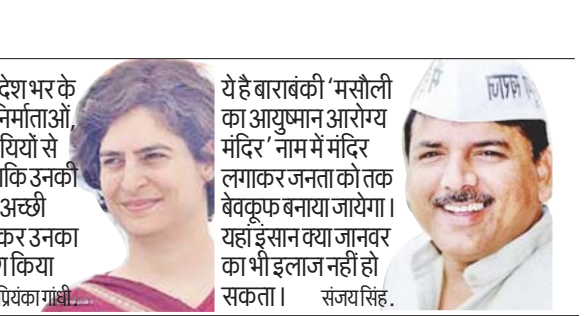 देशभर के
निर्माताओं,
यियों से
कि उनकी
अच्छी
कर उनका
किया
प्रियंका गांधी.
ये है बाराबंकी ‘मसौली
का आयुष्मान आरोग्य
मंदिर’ नाम में मंदिर
लगाकर जनता को तक
बेवकूफ बनाया जायेगा।
यहां इंसान क्या जानवर
का भी इलाज नहीं हो
सकता। संजय सिंह.